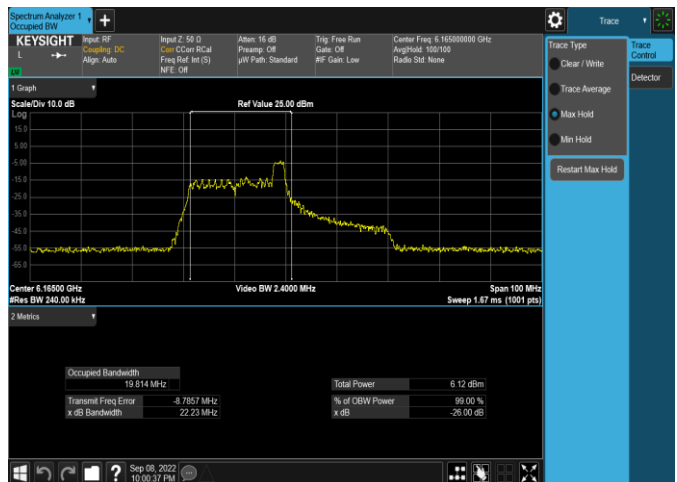 Spectrum Analyzer 1
Occupied BW
Trace
KEYSIGHT
L
LW
Input: RF
Coupling: DC
Align: Auto
Input Z: 50 Ω
Corr CCorr RCal
Freq Ref: Int (S)
NFE: Off
Atten: 16 dB
Preamp: Off
µW Path: Standard
Trig: Free Run
Gate: Off
#IF Gain: Low
Center Freq: 6.165000000 GHz
Avg|Hold: 100/100
Radio Std: None
Trace Type
Clear / Write
Trace Average
Max Hold
Min Hold
Restart Max Hold
Trace
Control
Detector
1 Graph
Scale/Div 10.0 dB
Ref Value 25.00 dBm
Log
15.0
5.00
-5.00
-15.0
-25.0
-35.0
-45.0
-55.0
-65.0
Center 6.16500 GHz
Video BW 2.4000 MHz
Span 100 MHz
#Res BW 240.00 kHz
Sweep 1.67 ms (1001 pts)
2 Metrics
Occupied Bandwidth
19.814 MHz
Total Power 6.12 dBm
Transmit Freq Error -8.7857 MHz
% of OBW Power 99.00 %
x dB Bandwidth 22.23 MHz
x dB -26.00 dB
Sep 08, 2022
10:00:37 PM